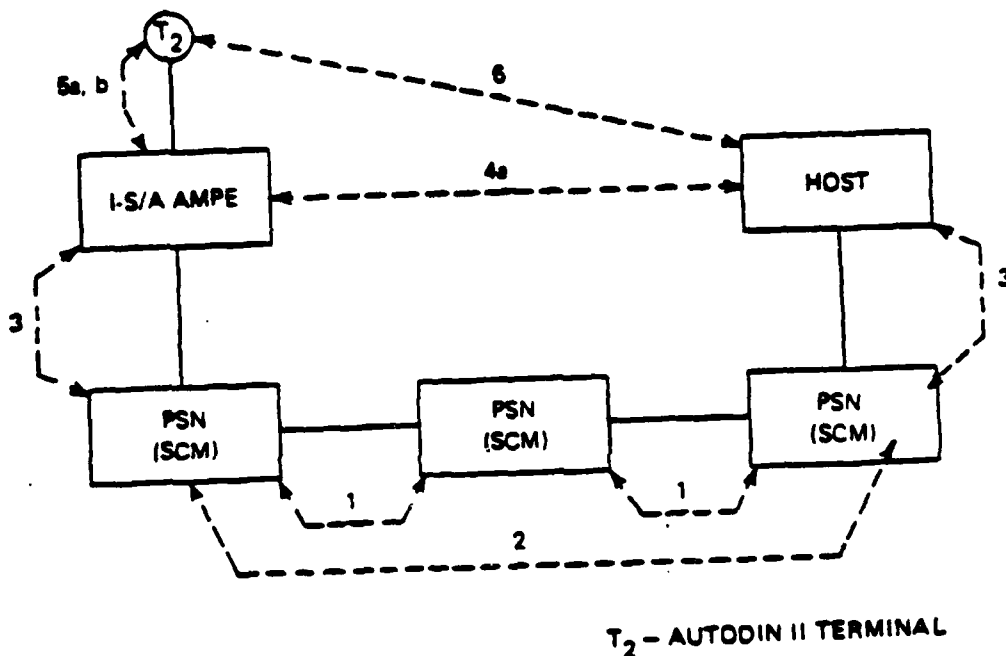 T2
5a, b
6
I-S/A AMPE
4a
HOST
3
3
PSN
(SCM)
PSN
(SCM)
PSN
(SCM)
1
1
2
T2 – AUTODIN II TERMINAL